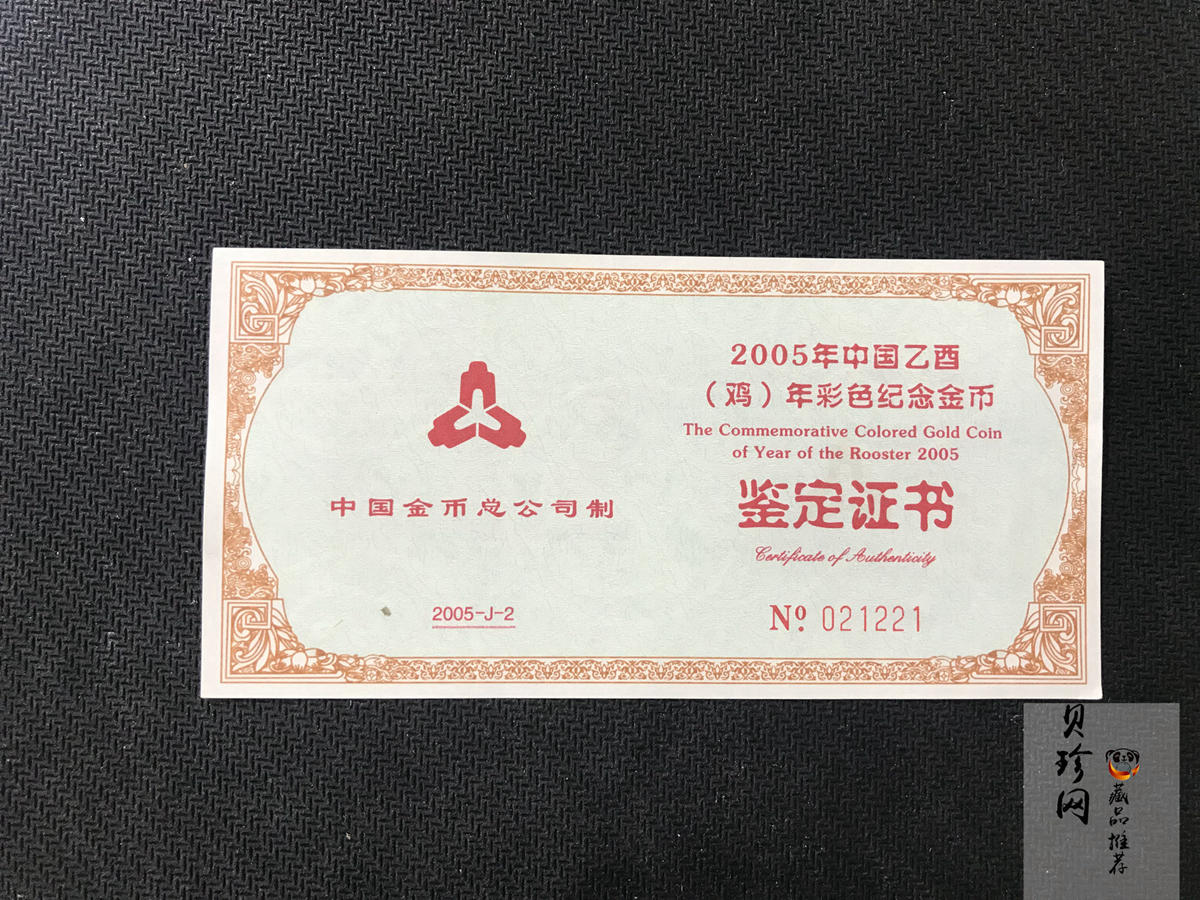 2005年中国乙酉
（鸡）年彩色纪念金币
The Commemorative Colored Gold Coin
of Year of the Rooster 2005
鉴定证书
Certificate of Authenticity
Nº 021221
中国金币总公司制
2005-J-2
贝珍网
藏品推荐